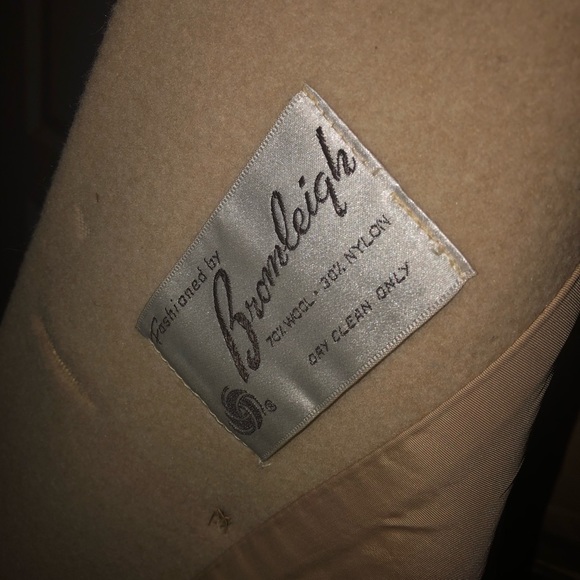 Fashioned by
Bromleigh
70% WOOL • 30% NYLON
DRY CLEAN ONLY
®